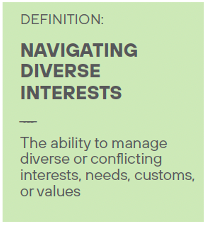 DEFINITION:
NAVIGATING
DIVERSE
INTERESTS
The ability to manage
diverse or conflicting
interests, needs, customs,
or values